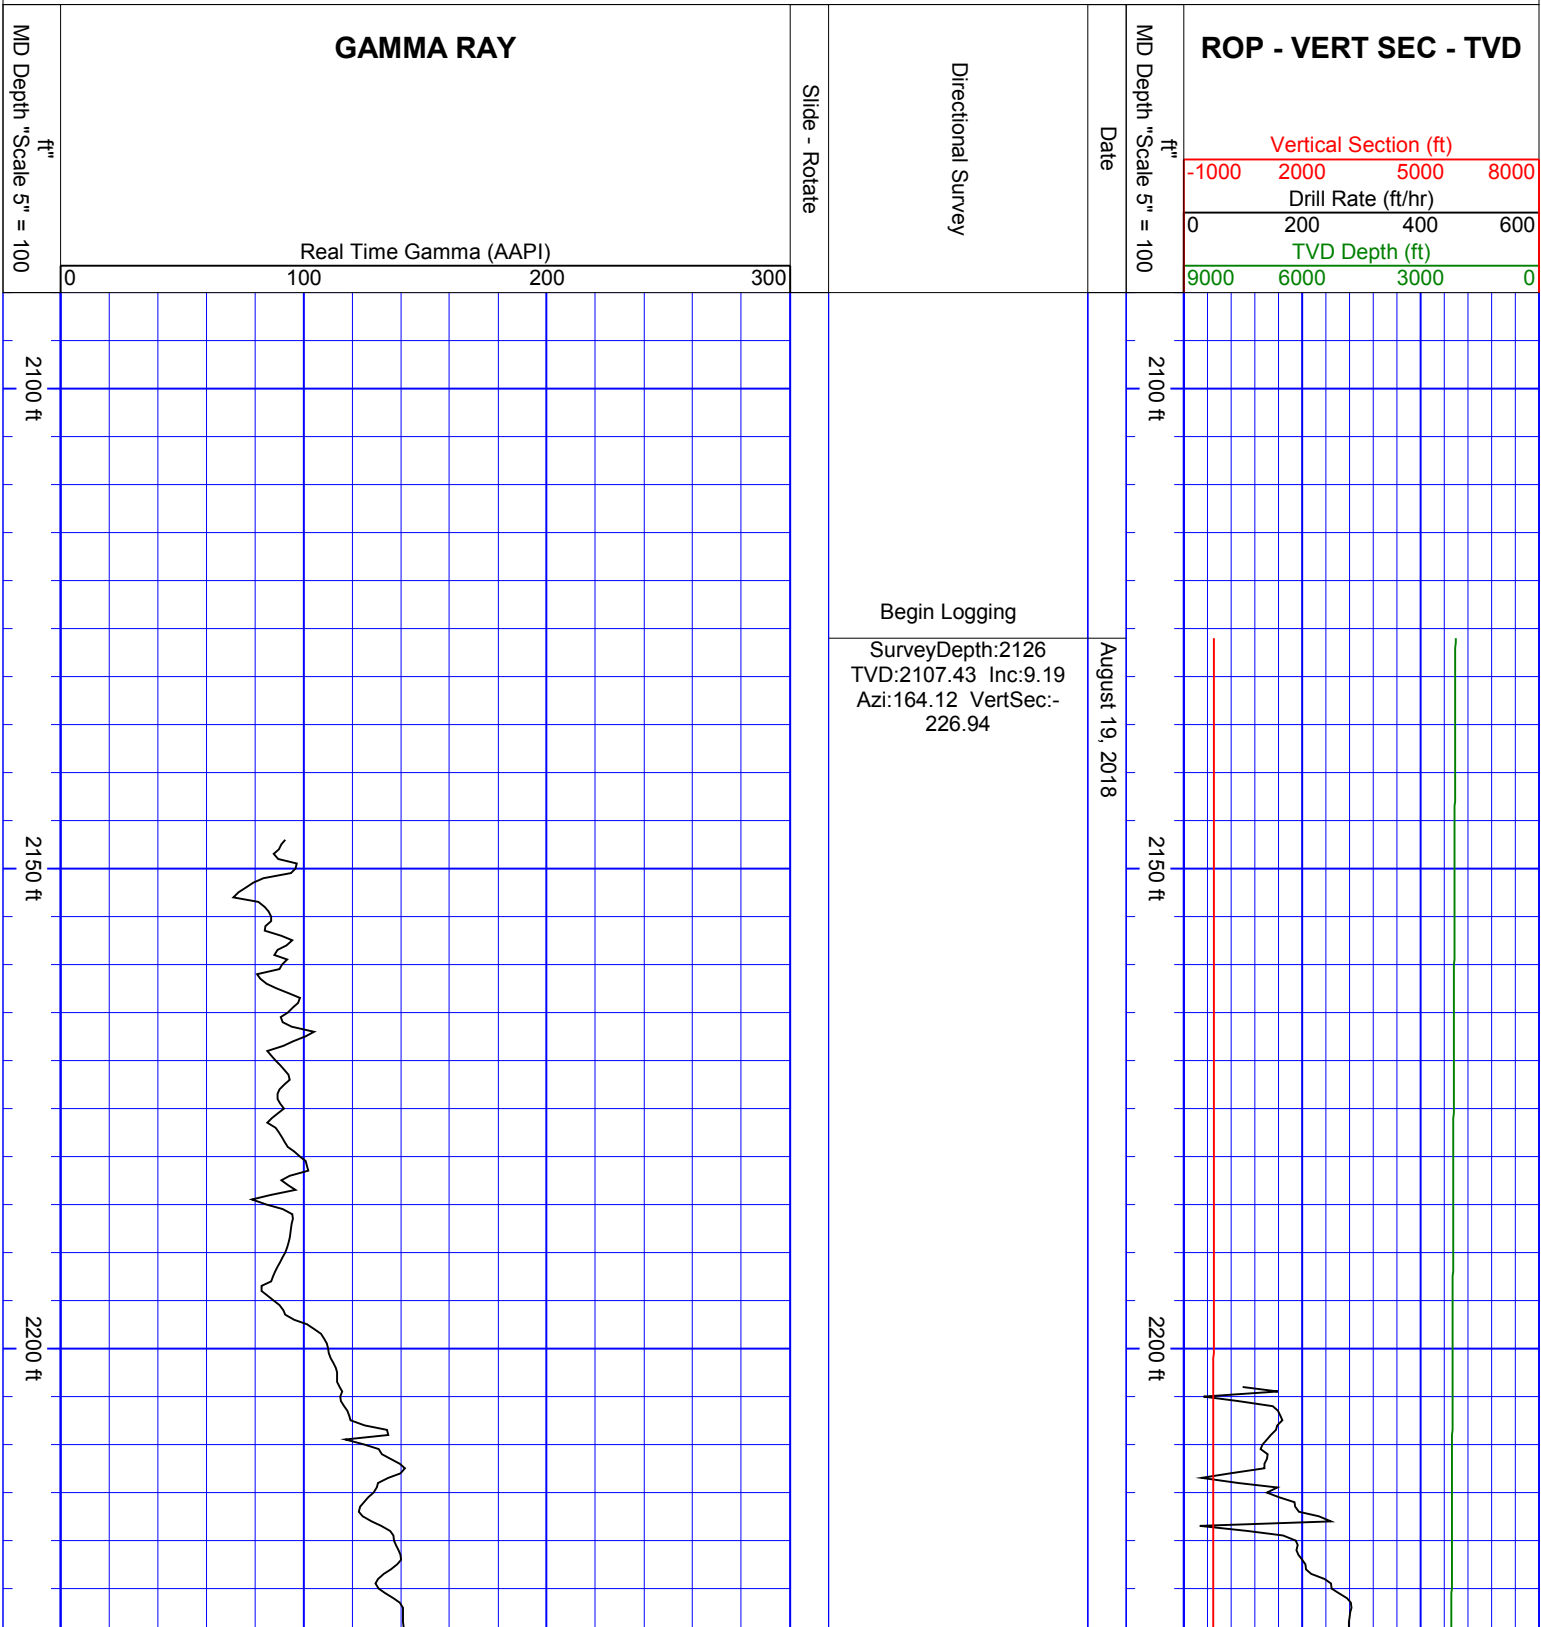 MD Depth "Scale 5" = 100
ft"
GAMMA RAY
Real Time Gamma (AAPI)
0 100 200 300
Slide - Rotate
Directional Survey
Date
MD Depth "Scale 5" = 100
ft"
ROP - VERT SEC - TVD
Vertical Section (ft)
-1000 2000 5000 8000
Drill Rate (ft/hr)
0 200 400 600
TVD Depth (ft)
9000 6000 3000 0
2100 ft
2100 ft
Begin Logging
SurveyDepth:2126
TVD:2107.43 Inc:9.19
Azi:164.12 VertSec:-
226.94
August 19, 2018
2150 ft
2150 ft
2200 ft
2200 ft